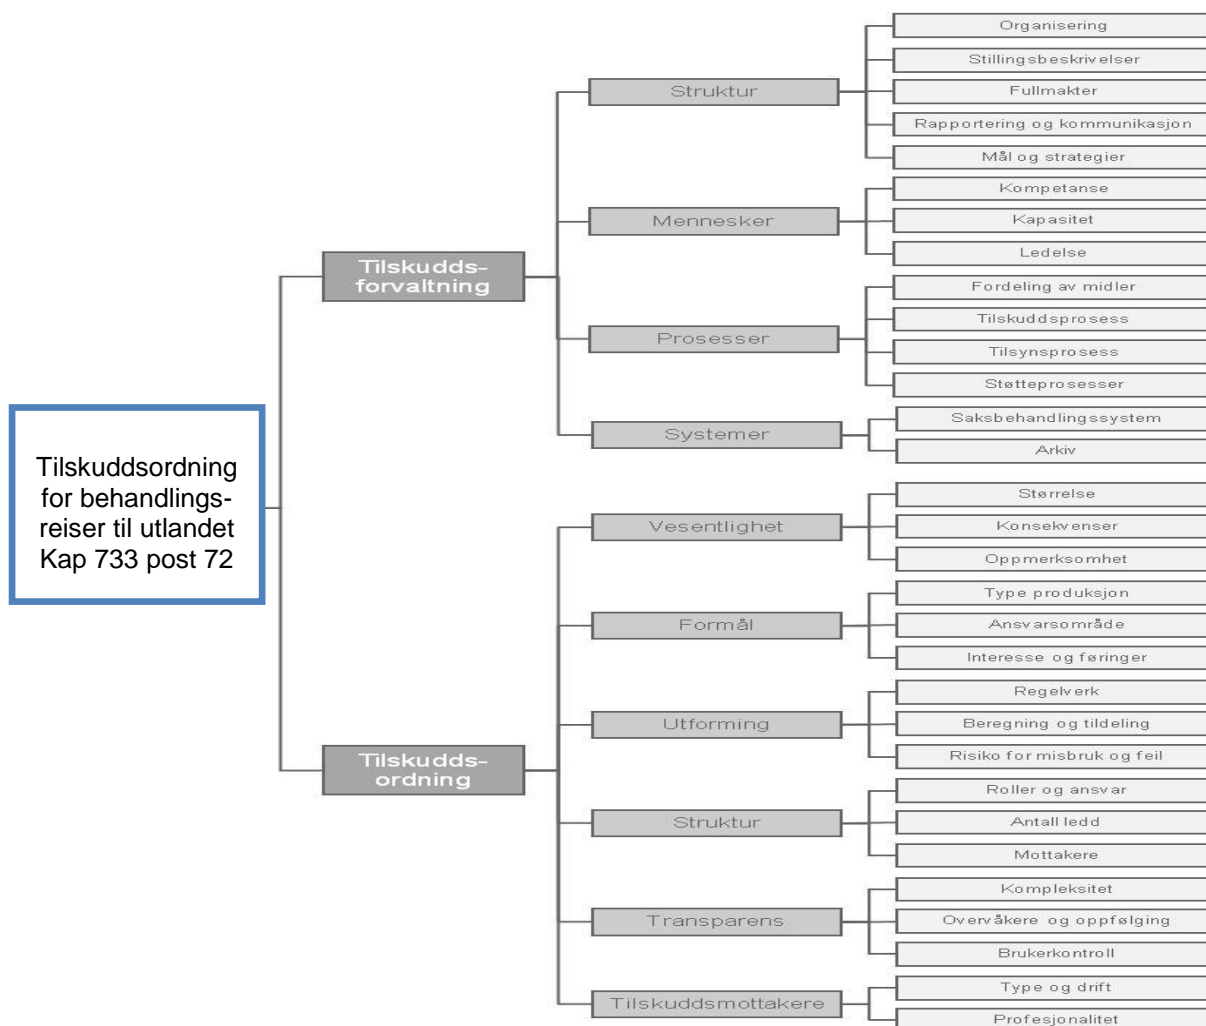 Organisering
Stillingsbeskrivelser
Struktur
Fullmakter
Rapportering og kommunikasjon
Mål og strategier
Kompetanse
Mennesker
Kapasitet
Ledelse
Tilskudds-
forvaltning
Fordeling av midler
Tilskuddsprosess
Prosesser
Tilsynsprosess
Støtteprosesser
Saksbehandlingssystem
Systemer
Arkiv
Tilskuddsordning
for behandlings-
reiser til utlandet
Kap 733 post 72
Størrelse
Vesentlighet
Konsekvenser
Oppmerksomhet
Type produksjon
Formål
Ansvarsområde
Interesse og føringer
Regelverk
Utforming
Beregning og tildeling
Risiko for misbruk og feil
Tilskudds-
ordning
Roller og ansvar
Struktur
Antall ledd
Mottakere
Kompleksitet
Transparens
Overvåkere og oppfølging
Brukerkontroll
Type og drift
Tilskuddsmottakere
Profesjonalitet